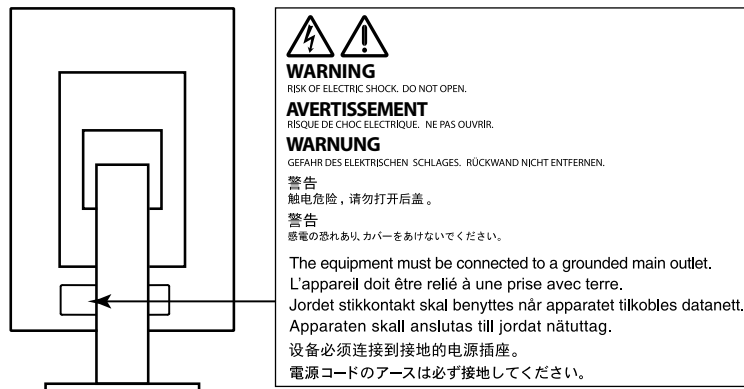 WARNING
RISK OF ELECTRIC SHOCK. DO NOT OPEN.
AVERTISSEMENT
RISQUE DE CHOC ELECTRIQUE. NE PAS OUVRIR.
WARNUNG
GEFAHR DES ELEKTRISCHEN SCHLAGES. RÜCKWAND NICHT ENTFERNEN.
警告
触电危险，请勿打开后盖。
警告
感電の恐れあり、カバーをあけないでください。
The equipment must be connected to a grounded main outlet.
L'appareil doit être relié à une prise avec terre.
Jordet stikkontakt skal benyttes når apparatet tilkobles datanett.
Apparaten skall anslutas till jordat nätuttag.
设备必须连接到接地的电源插座。
電源コードのアースは必ず接地してください。